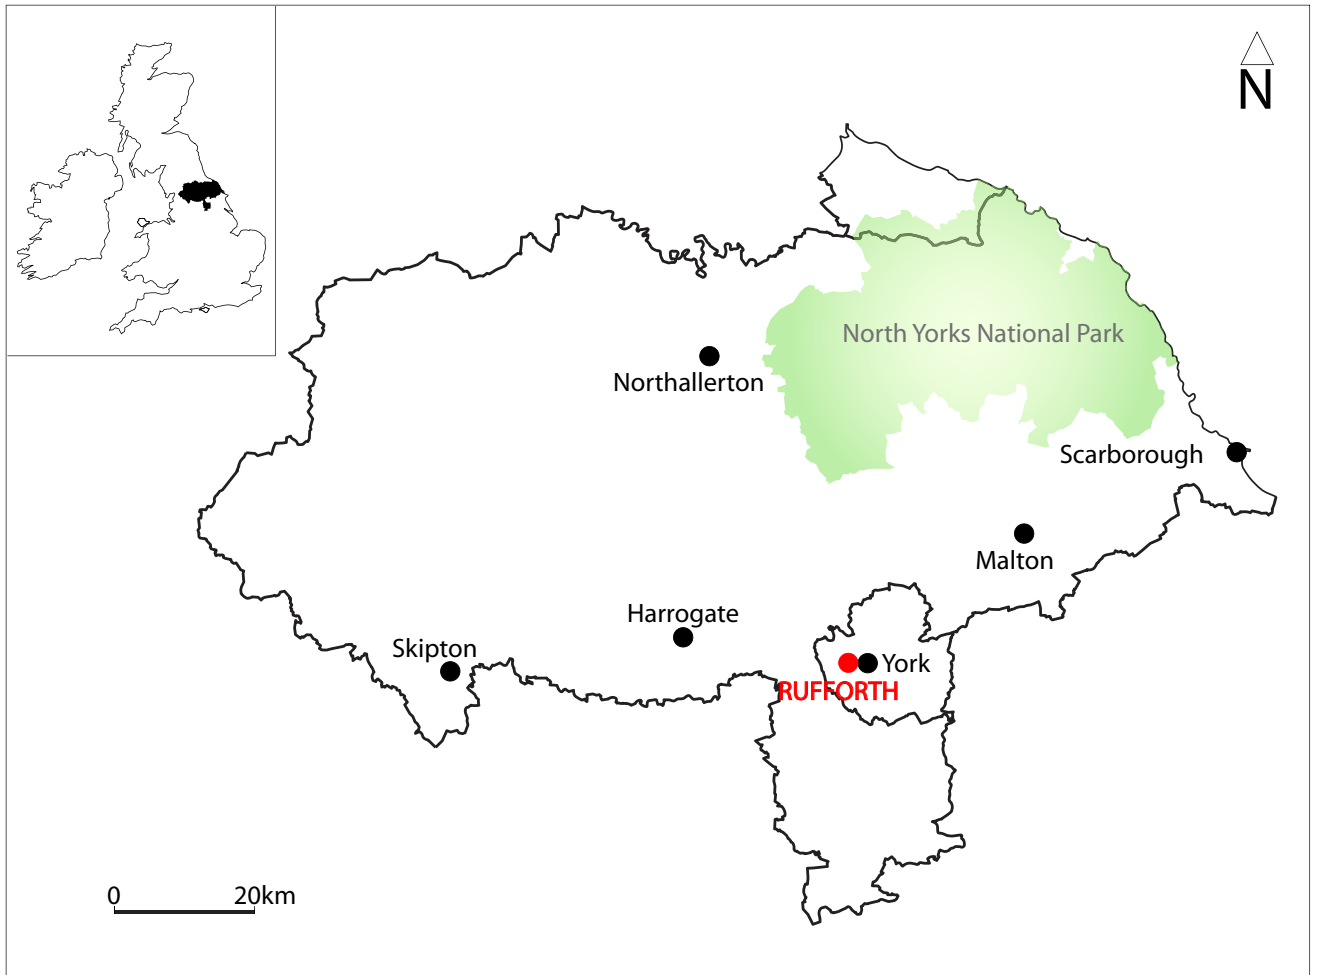 N
North Yorks National Park
Northallerton
Scarborough
Malton
Harrogate
Skipton
York
RUFFORTH
0 20km